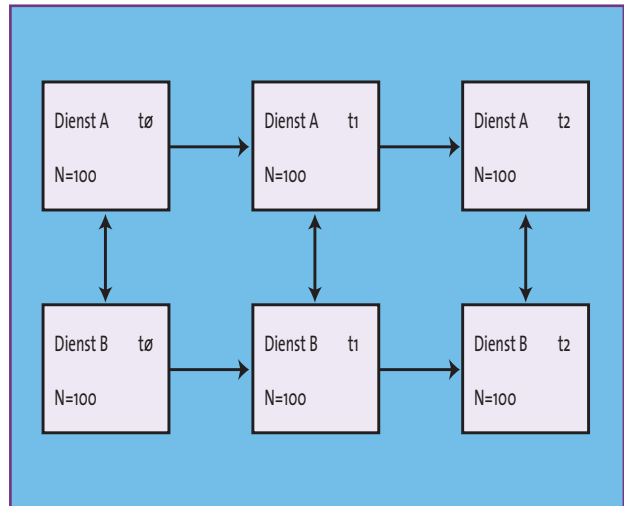 Dienst A tø
N=100
Dienst A t1
N=100
Dienst A t2
N=100
Dienst B tø
N=100
Dienst B t1
N=100
Dienst B t2
N=100